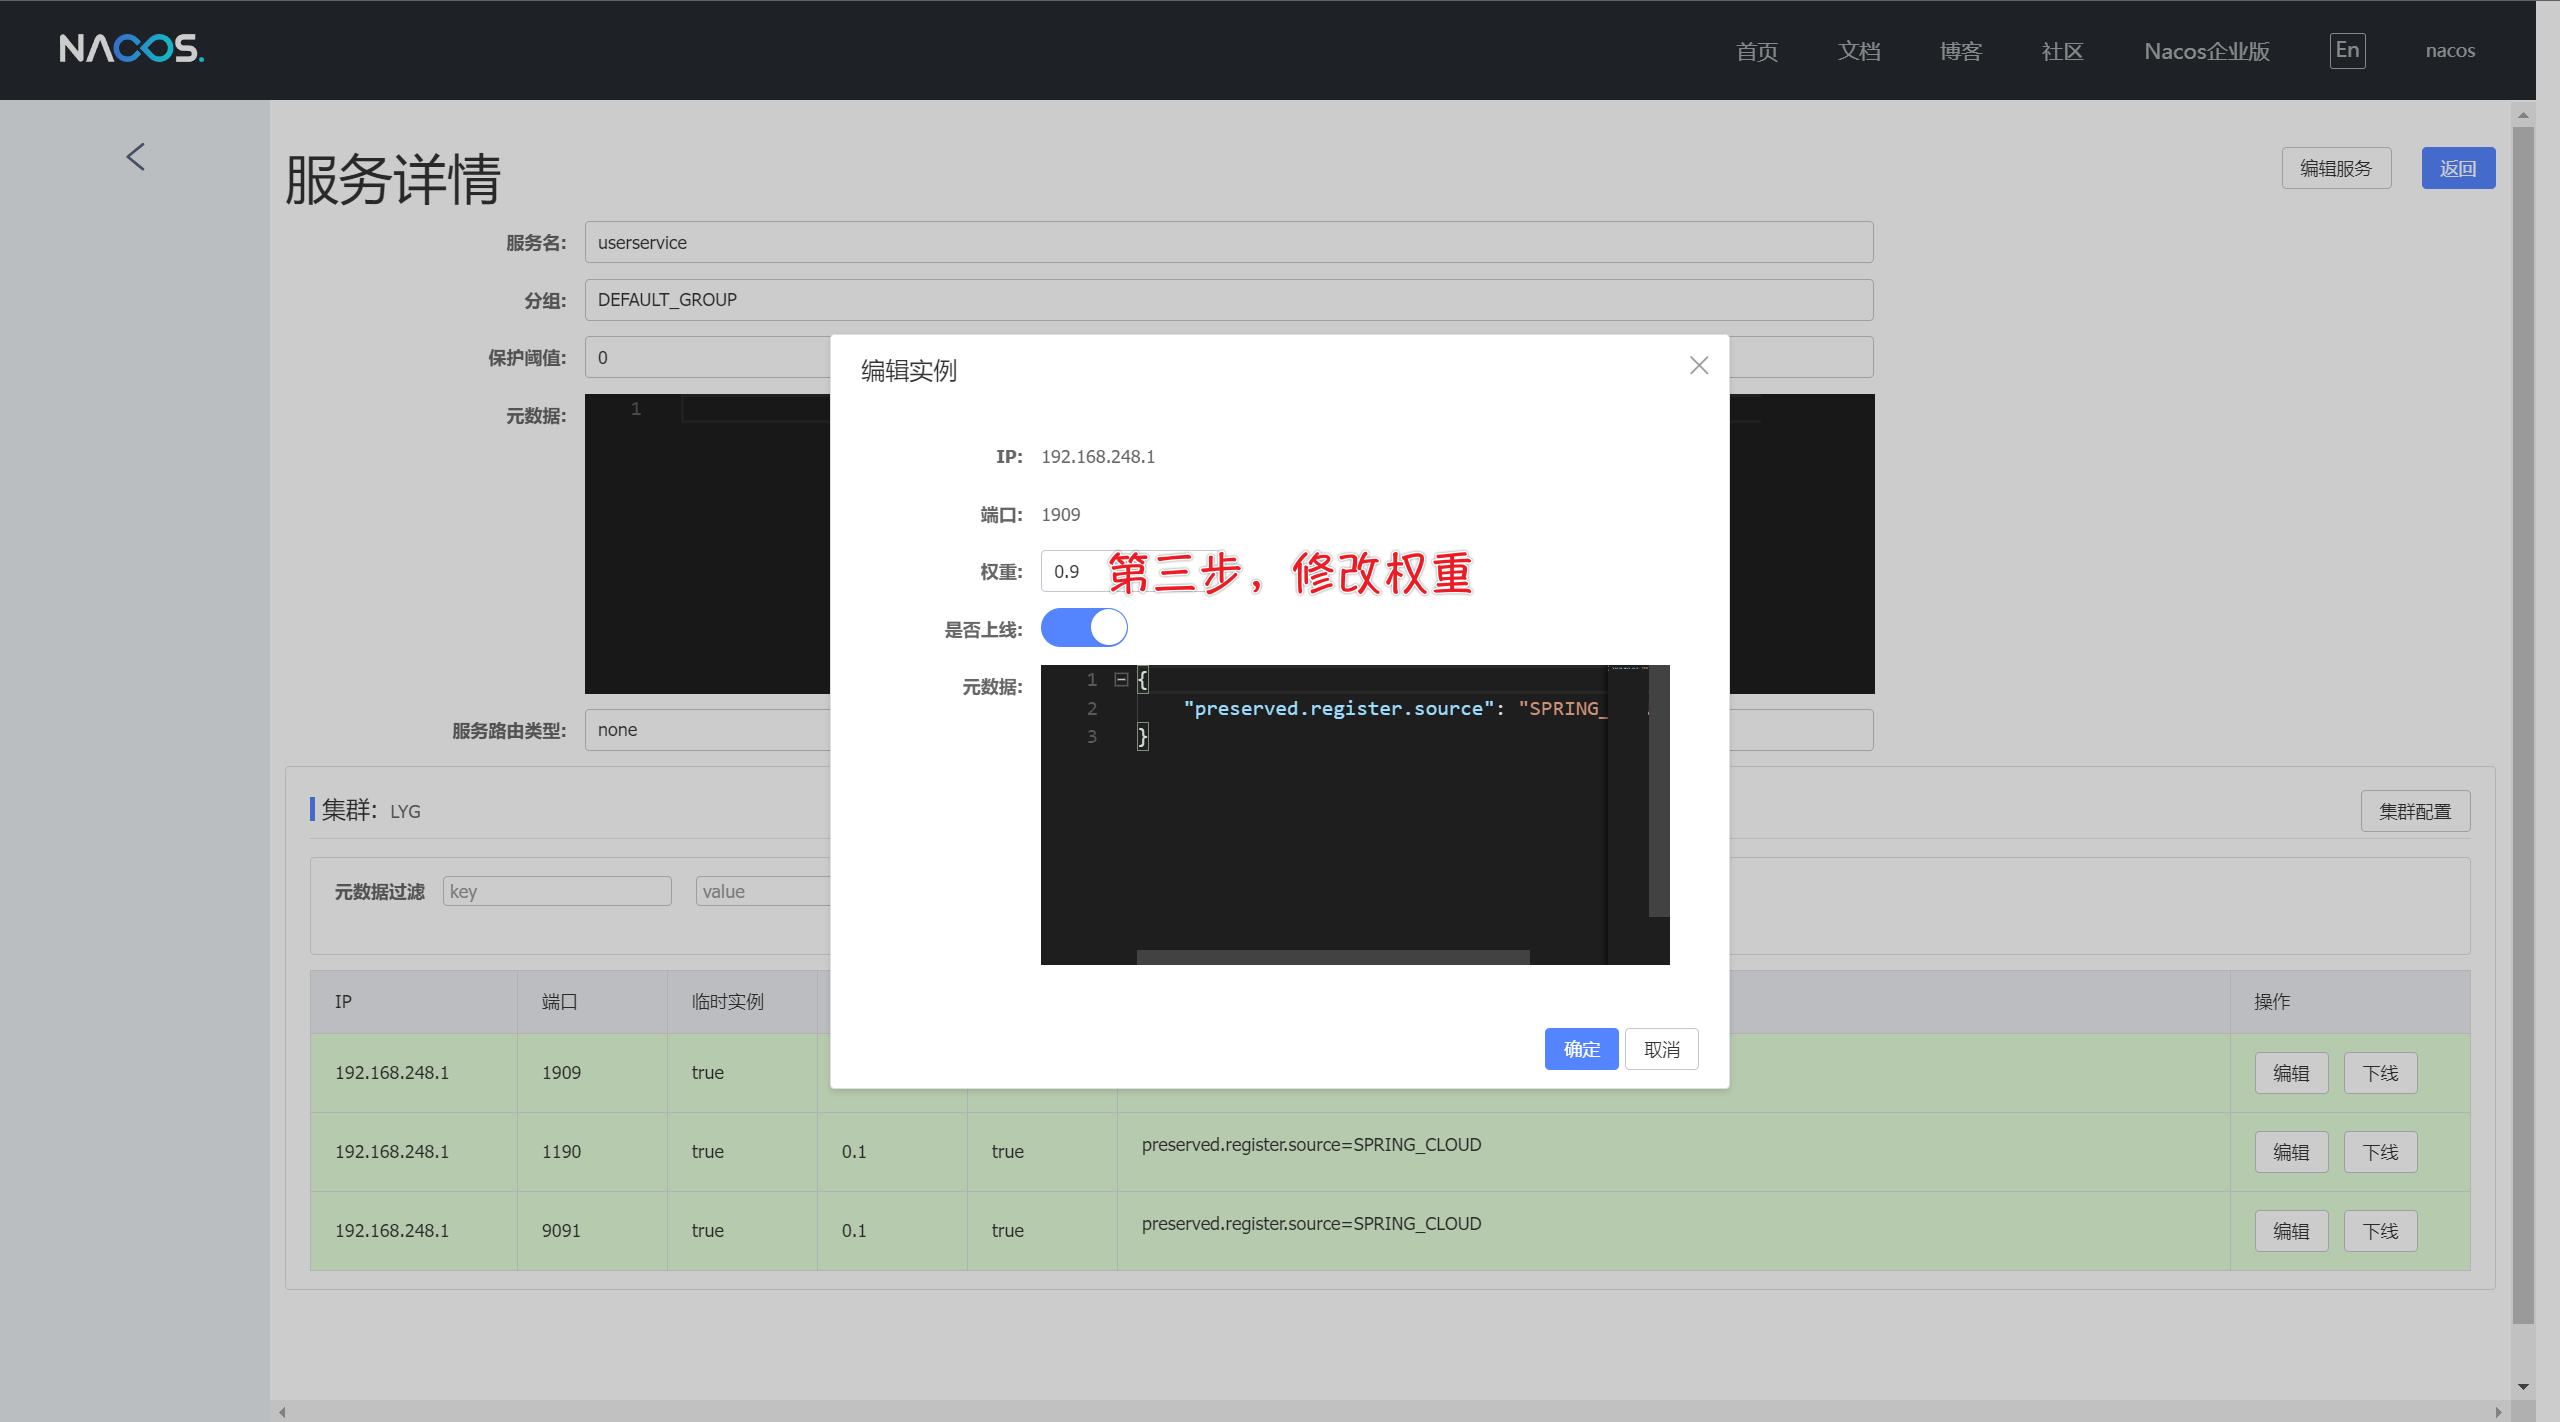 NACOS.
首页 文档 博客 社区 Nacos企业版 En nacos
服务详情
编辑服务 返回
服务名: userservice
分组: DEFAULT_GROUP
保护阈值: 0
元数据: 1
服务路由类型: none
编辑实例
IP: 192.168.248.1
端口: 1909
权重: 0.9 第三步，修改权重
是否上线:
元数据:
1 {
2 "preserved.register.source": "SPRING_
3 }
确定 取消
集群: LYG 集群配置
元数据过滤 key value
IP 端口 临时实例 操作
192.168.248.1 1909 true 编辑 下线
192.168.248.1 1190 true 0.1 true preserved.register.source=SPRING_CLOUD 编辑 下线
192.168.248.1 9091 true 0.1 true preserved.register.source=SPRING_CLOUD 编辑 下线